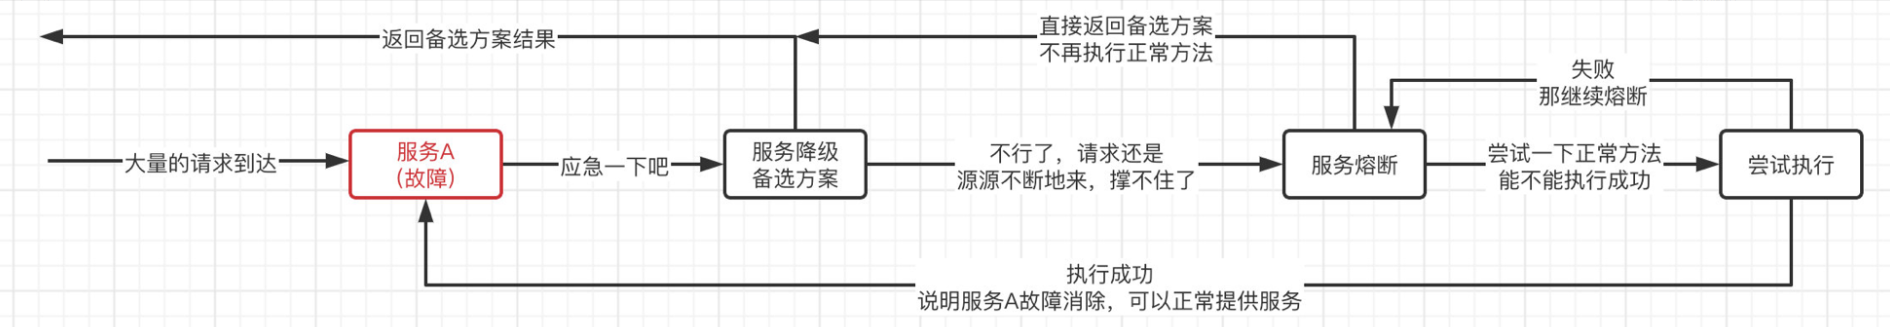 返回备选方案结果
直接返回备选方案
不再执行正常方法
失败
那继续熔断
大量的请求到达
服务A
（故障）
应急一下吧
服务降级
备选方案
不行了，请求还是
源源不断地来，撑不住了
服务熔断
尝试一下正常方法
能不能执行成功
尝试执行
执行成功
说明服务A故障消除，可以正常提供服务